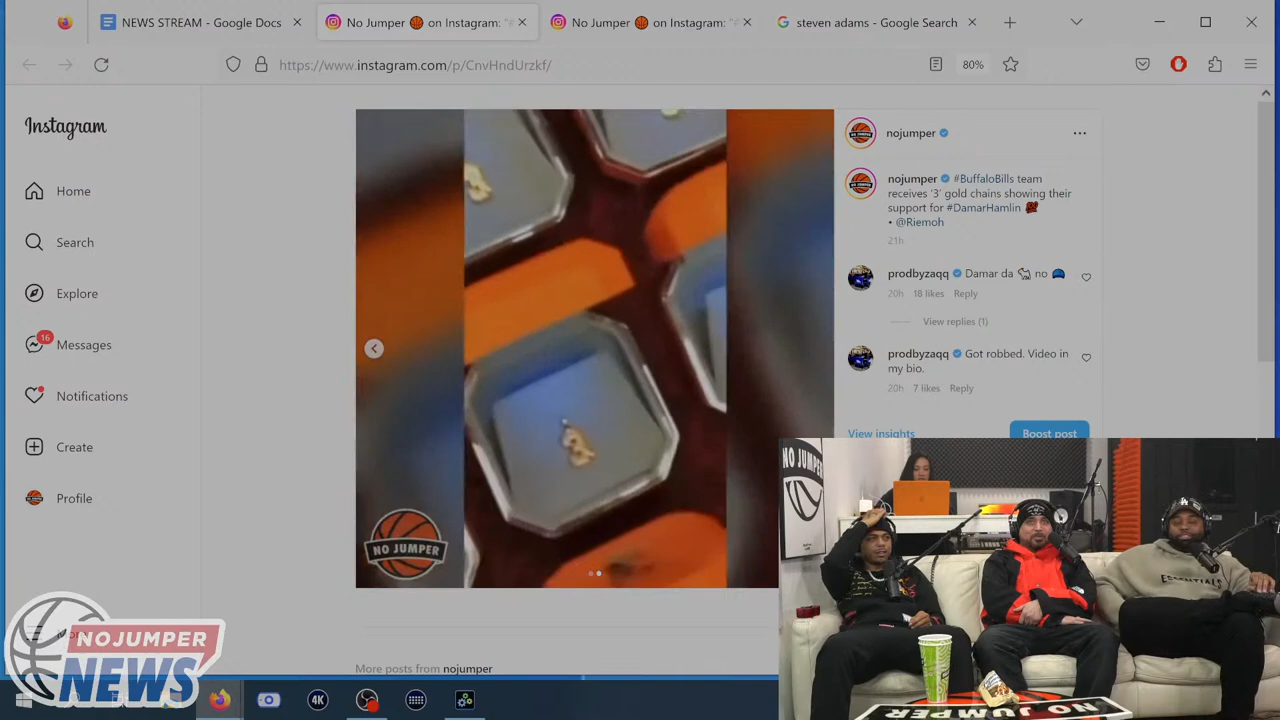 NEWS STREAM - Google Docs
No Jumper on Instagram: "#
No Jumper on Instagram: "#
steven adams - Google Search
https://www.instagram.com/p/CnvHndUrzkf/
80%
Instagram
Home
Search
Explore
16
Messages
Notifications
Create
Profile
nojumper
nojumper #BuffaloBills team
receives '3' gold chains showing their
support for #DamarHamlin
• @Riemoh
21h
prodbyzaqq Damar da no
20h 18 likes Reply
View replies (1)
prodbyzaqq Got robbed. Video in
my bio.
20h 7 likes Reply
View insights
Boost post
NO JUMPER
More posts from nojumper
NOJUMPER
NEWS
4K
NO JUMPER
ESSENTIALS
NO JUMPER